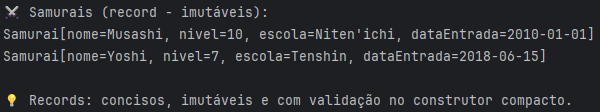 ⚔️ Samurais (record - imutáveis):
Samurai[nome=Musashi, nivel=10, escola=Niten'ichi, dataEntrada=2010-01-01]
Samurai[nome=Yoshi, nivel=7, escola=Tenshin, dataEntrada=2018-06-15]
💡 Records: concisos, imutáveis e com validação no construtor compacto.